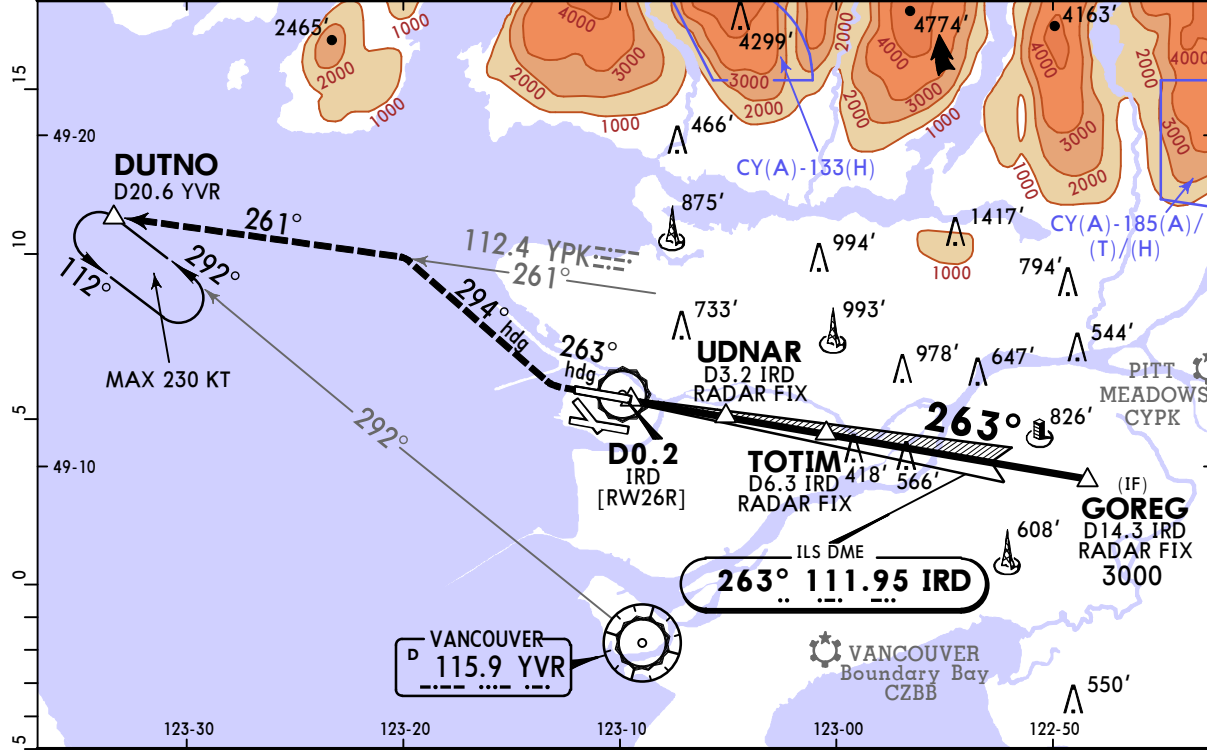 4000
1000
2465'
2000
1000
2000
3000
1000
4299'
3000
2000
2000
4774'
4000
3000
2000
1000
4163'
4000
3000
2000
1000
4000
3000
15
49-20
466'
CY(A)-133(H)
DUTNO
D20.6 YVR
875'
1417'
CY(A)-185(A)/
(T)/(H)
261°
112.4 YPK
261°
994'
1000
794'
10
292°
112°
294° hdg
733'
993'
544'
MAX 230 KT
263°
hdg
UDNAR
D3.2 IRD
RADAR FIX
978'
647'
PITT
MEADOWS
CYPK
5
292°
263°
826'
49-10
D0.2
IRD
[RW26R]
TOTIM
D6.3 IRD
RADAR FIX
418'
566'
(IF)
GOREG
D14.3 IRD
RADAR FIX
3000
608'
ILS DME
263° 111.95 IRD
0
VANCOUVER
D 115.9 YVR
VANCOUVER
Boundary Bay
CZBB
550'
5
123-30
123-20
123-10
123-00
122-50